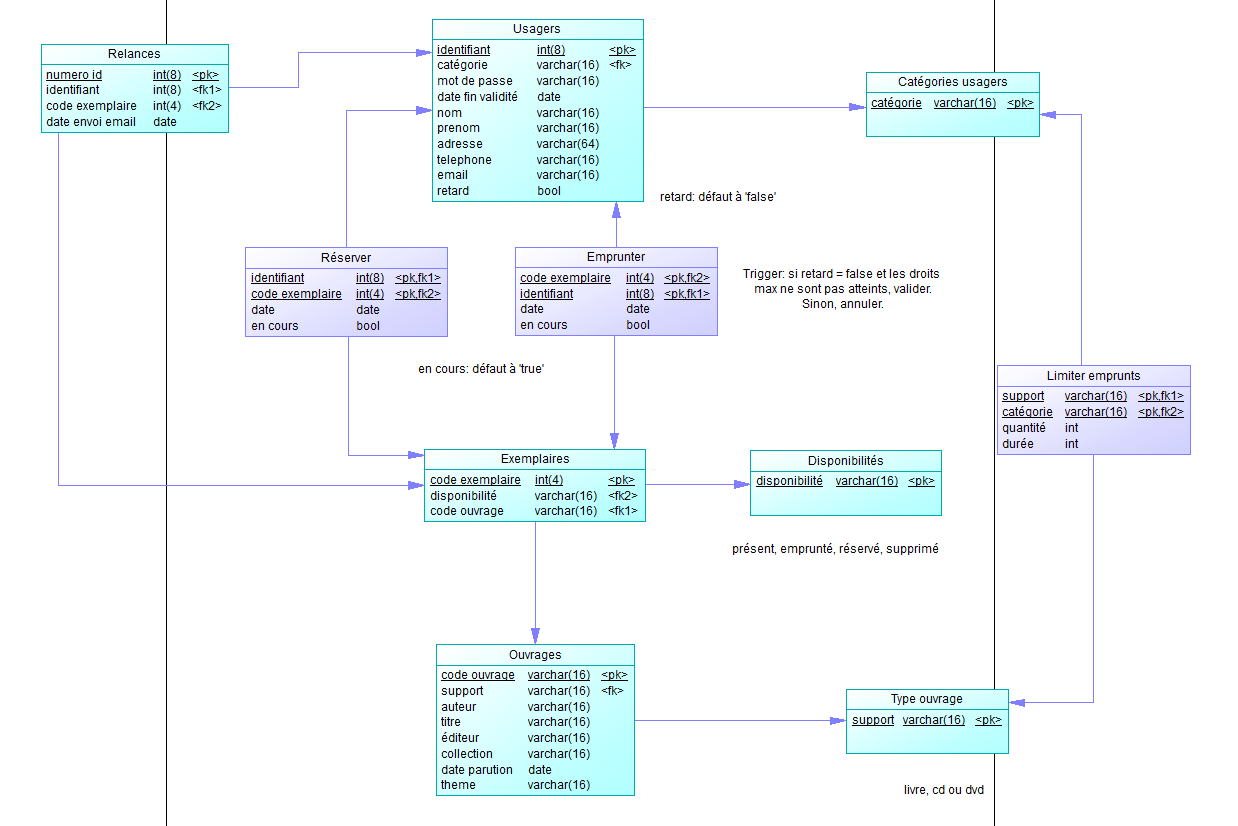 Relances
numero id int(8) <pk>
identifiant int(8) <fk1>
code exemplaire int(4) <fk2>
date envoi email date
Usagers
identifiant int(8) <pk>
catégorie varchar(16) <fk>
mot de passe varchar(16)
date fin validité date
nom varchar(16)
prenom varchar(16)
adresse varchar(64)
telephone varchar(16)
email varchar(16)
retard bool
Catégories usagers
catégorie varchar(16) <pk>
retard: défaut à 'false'
Réserver
identifiant int(8) <pk,fk1>
code exemplaire int(4) <pk,fk2>
date date
en cours bool
Emprunter
code exemplaire int(4) <pk,fk2>
identifiant int(8) <pk,fk1>
date date
en cours bool
Trigger: si retard = false et les droits
max ne sont pas atteints, valider.
Sinon, annuler.
en cours: défaut à 'true'
Limiter emprunts
support varchar(16) <pk,fk1>
catégorie varchar(16) <pk,fk2>
quantité int
durée int
Exemplaires
code exemplaire int(4) <pk>
disponibilité varchar(16) <fk2>
code ouvrage varchar(16) <fk1>
Disponibilités
disponibilité varchar(16) <pk>
présent, emprunté, réservé, supprimé
Ouvrages
code ouvrage varchar(16) <pk>
support varchar(16) <fk>
auteur varchar(16)
titre varchar(16)
éditeur varchar(16)
collection varchar(16)
date parution date
theme varchar(16)
Type ouvrage
support varchar(16) <pk>
livre, cd ou dvd